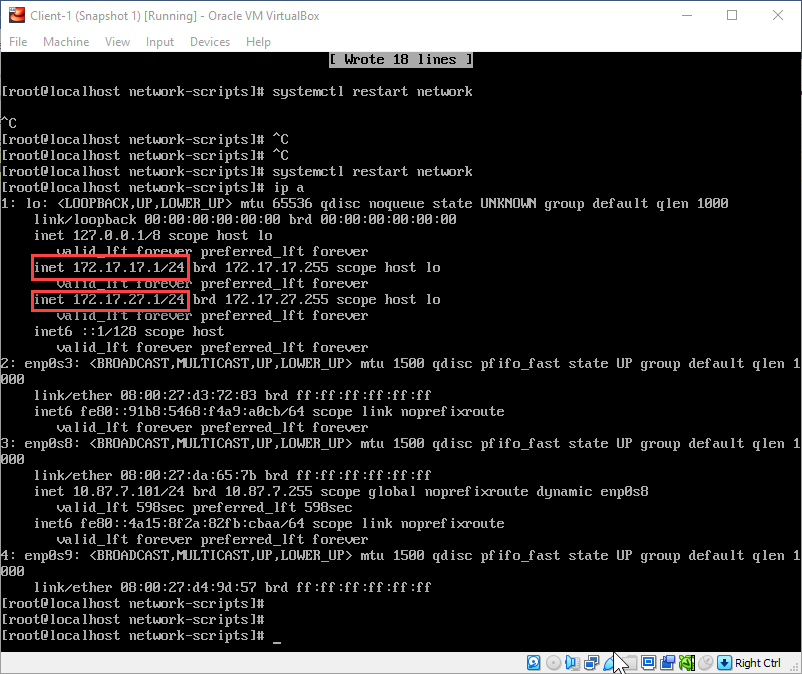 Client-1 (Snapshot 1) [Running] - Oracle VM VirtualBox
File Machine View Input Devices Help
[ Wrote 18 lines ]
[root@localhost network-scripts]# systemctl restart network
^C
[root@localhost network-scripts]# ^C
[root@localhost network-scripts]# ^C
[root@localhost network-scripts]# systemctl restart network
[root@localhost network-scripts]# ip a
1: lo: <LOOPBACK,UP,LOWER_UP> mtu 65536 qdisc noqueue state UNKNOWN group default qlen 1000
link/loopback 00:00:00:00:00:00 brd 00:00:00:00:00:00
inet 127.0.0.1/8 scope host lo
valid_lft forever preferred_lft forever
inet 172.17.17.1/24 brd 172.17.17.255 scope host lo
valid_lft forever preferred_lft forever
inet 172.17.27.1/24 brd 172.17.27.255 scope host lo
valid_lft forever preferred_lft forever
inet6 ::1/128 scope host
valid_lft forever preferred_lft forever
2: enp0s3: <BROADCAST,MULTICAST,UP,LOWER_UP> mtu 1500 qdisc pfifo_fast state UP group default qlen 1
000
link/ether 08:00:27:d3:72:83 brd ff:ff:ff:ff:ff:ff
inet6 fe80::91b8:5468:f4a9:a0cb/64 scope link noprefixroute
valid_lft forever preferred_lft forever
3: enp0s8: <BROADCAST,MULTICAST,UP,LOWER_UP> mtu 1500 qdisc pfifo_fast state UP group default qlen 1
000
link/ether 08:00:27:da:65:7b brd ff:ff:ff:ff:ff:ff
inet 10.87.7.101/24 brd 10.87.7.255 scope global noprefixroute dynamic enp0s8
valid_lft 598sec preferred_lft 598sec
inet6 fe80::4a15:8f2a:82fb:cbaa/64 scope link noprefixroute
valid_lft forever preferred_lft forever
4: enp0s9: <BROADCAST,MULTICAST,UP,LOWER_UP> mtu 1500 qdisc pfifo_fast state UP group default qlen 1
000
link/ether 08:00:27:d4:9d:57 brd ff:ff:ff:ff:ff:ff
[root@localhost network-scripts]#
[root@localhost network-scripts]#
[root@localhost network-scripts]# _
Right Ctrl